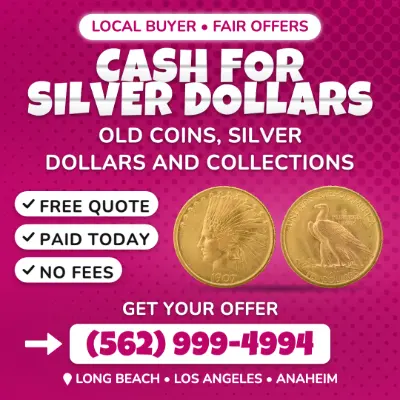 LOCAL BUYER • FAIR OFFERS
CASH FOR
SILVER DOLLARS
OLD COINS, SILVER
DOLLARS AND COLLECTIONS
FREE QUOTE
PAID TODAY
NO FEES
1907
GET YOUR OFFER
(562) 999-4994
LONG BEACH • LOS ANGELES • ANAHEIM